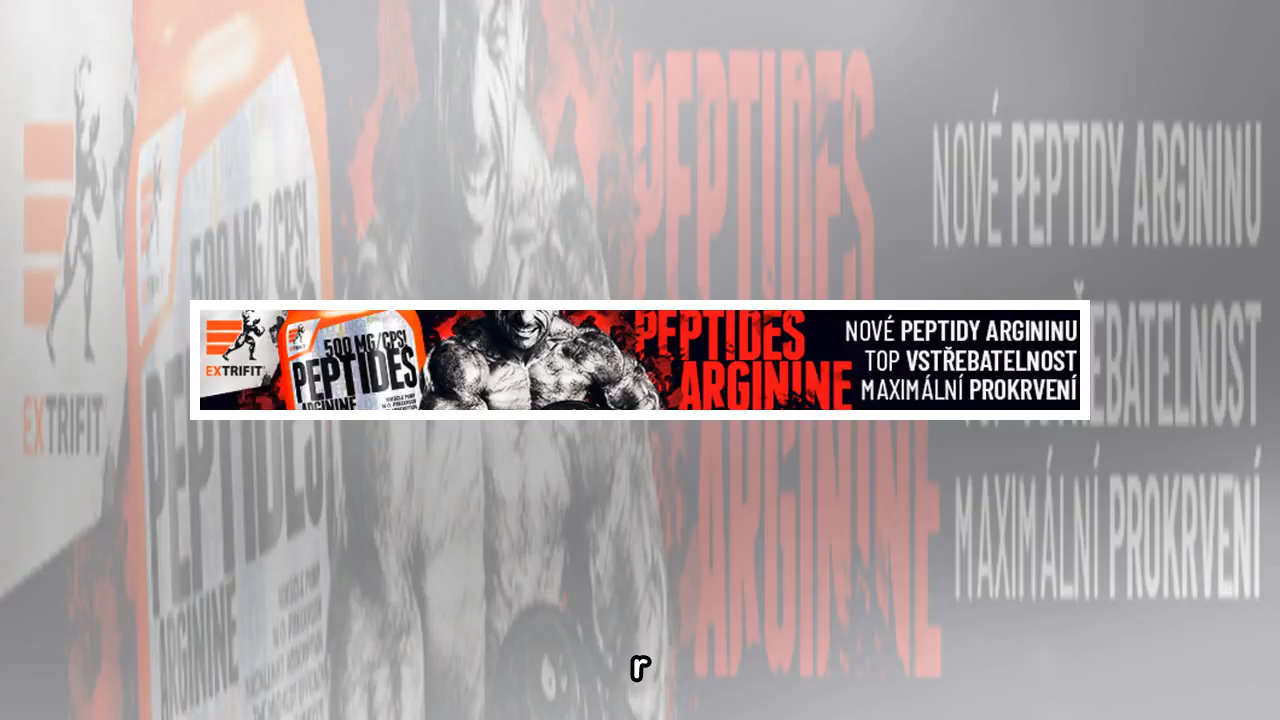 EXTRIFIT
500 MG/CPS!
PEPTIDES
ARGININE
PEPTIDES
ARGININE
NOVÉ PEPTIDY ARGININU
TOP VSTŘEBATELNOST
MAXIMÁLNÍ PROKRVENÍ
r